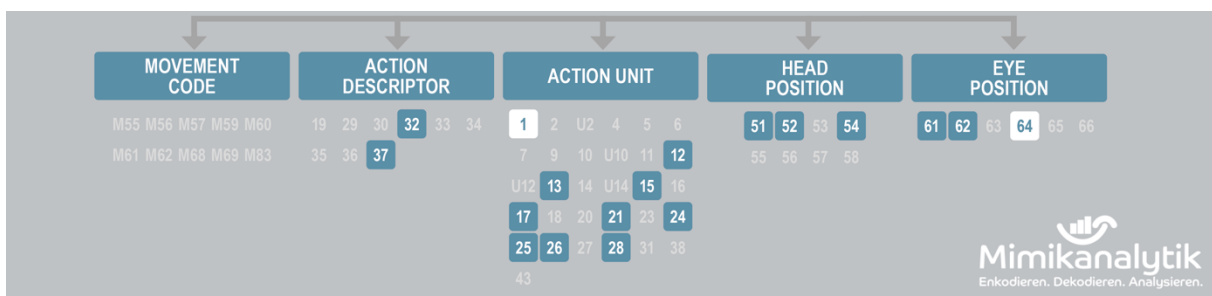 MOVEMENT
CODE
M55 M56 M57 M59 M60
M61 M62 M68 M69 M83
ACTION
DESCRIPTOR
19 29 30 32 33 34
35 36 37
ACTION UNIT
1 2 U2 4 5 6
7 9 10 U10 11 12
U12 13 14 U14 15 16
17 18 20 21 23 24
25 26 27 28 31 38
43
HEAD
POSITION
51 52 53 54
55 56 57 58
EYE
POSITION
61 62 63 64 65 66
Mimikanalytik
Enkodieren. Dekodieren. Analysieren.